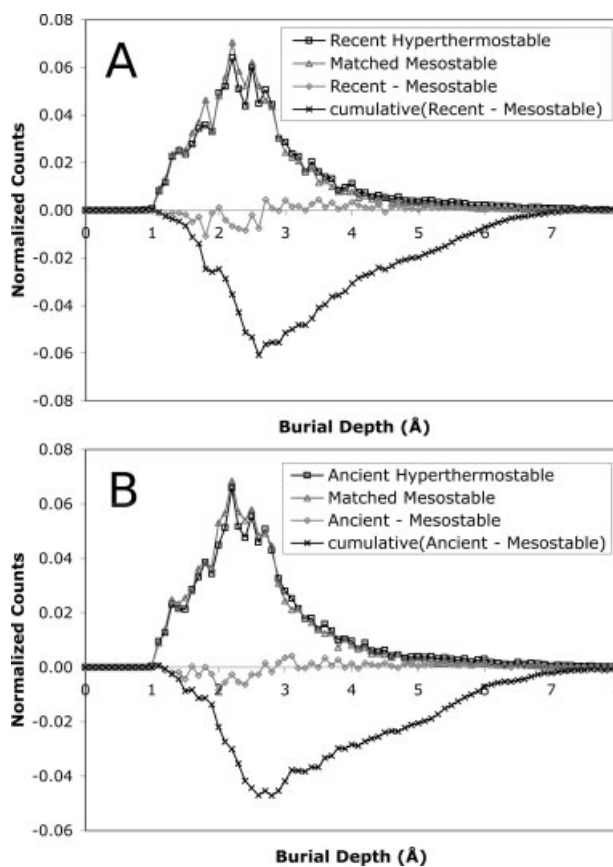 A
Recent Hyperthermostable
Matched Mesostable
Recent - Mesostable
cumulative(Recent - Mesostable)
Normalized Counts
0.08
0.06
0.04
0.02
0.00
-0.02
-0.04
-0.06
-0.08
0 1 2 3 4 5 6 7
Burial Depth (Å)
B
Ancient Hyperthermostable
Matched Mesostable
Ancient - Mesostable
cumulative(Ancient - Mesostable)
Normalized Counts
0.08
0.06
0.04
0.02
0.00
-0.02
-0.04
-0.06
0 1 2 3 4 5 6 7
Burial Depth (Å)